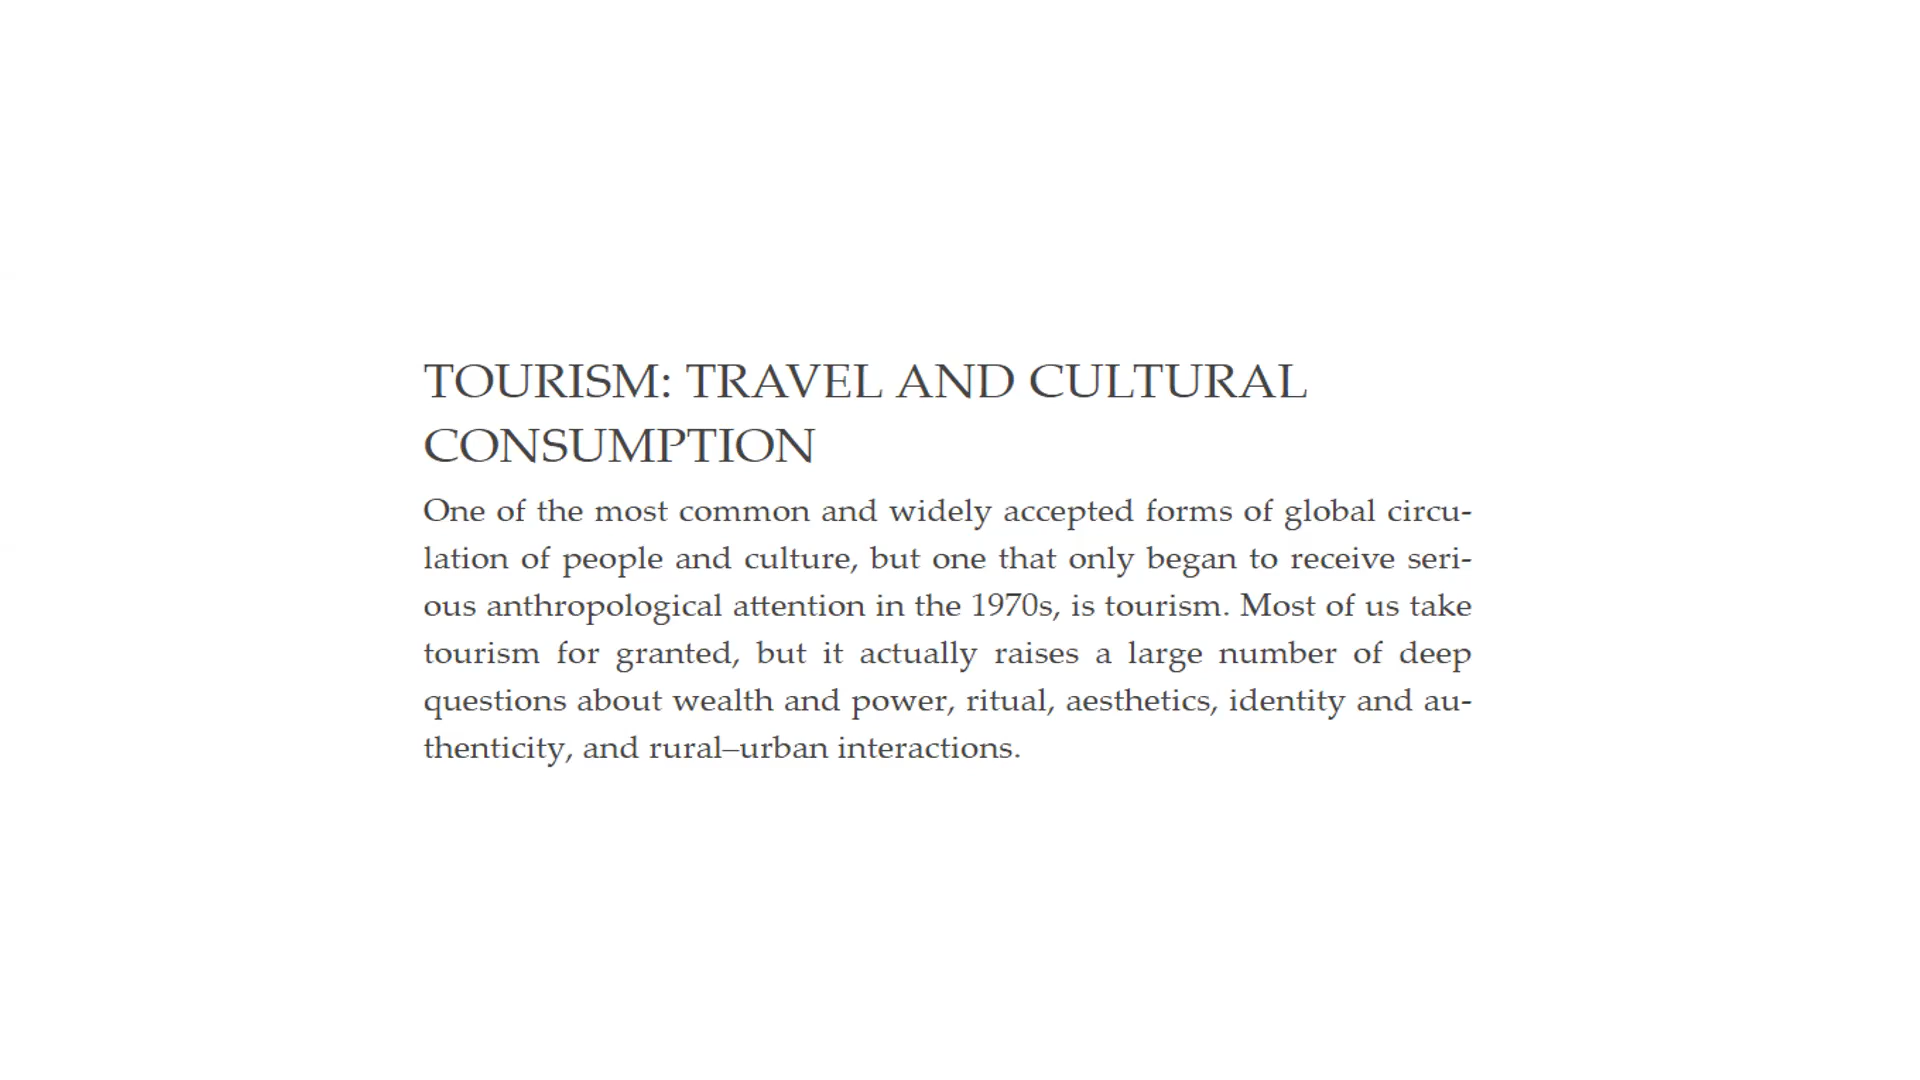 TOURISM: TRAVEL AND CULTURAL
CONSUMPTION
One of the most common and widely accepted forms of global circu-
lation of people and culture, but one that only began to receive seri-
ous anthropological attention in the 1970s, is tourism. Most of us take
tourism for granted, but it actually raises a large number of deep
questions about wealth and power, ritual, aesthetics, identity and au-
thenticity, and rural–urban interactions.